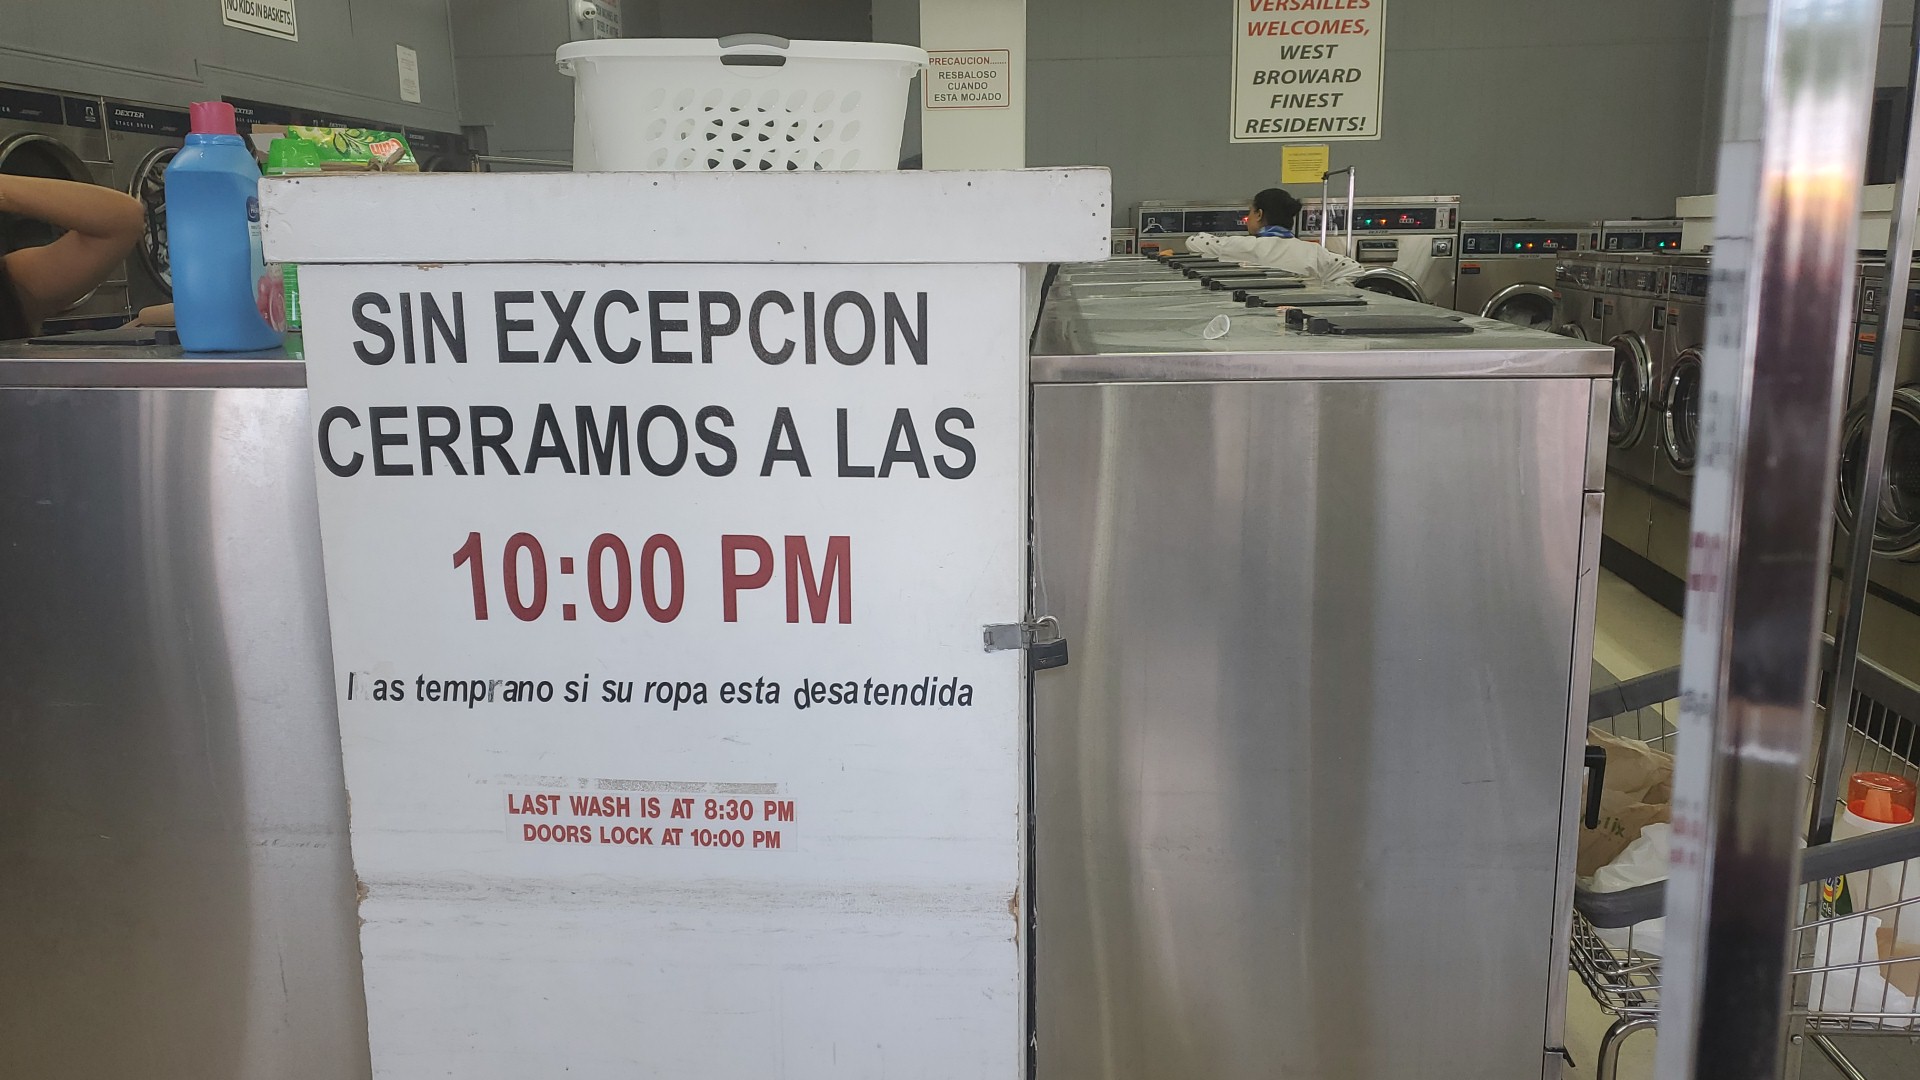 NO KIDS IN BASKETS.
PRECAUCION.......
RESBALOSO
CUANDO
ESTA MOJADO
VERSAILLES
WELCOMES,
WEST
BROWARD
FINEST
RESIDENTS!
DEXTER
SIN EXCEPCION
CERRAMOS A LAS
10:00 PM
as temprano si su ropa esta desatendida
LAST WASH IS AT 8:30 PM
DOORS LOCK AT 10:00 PM